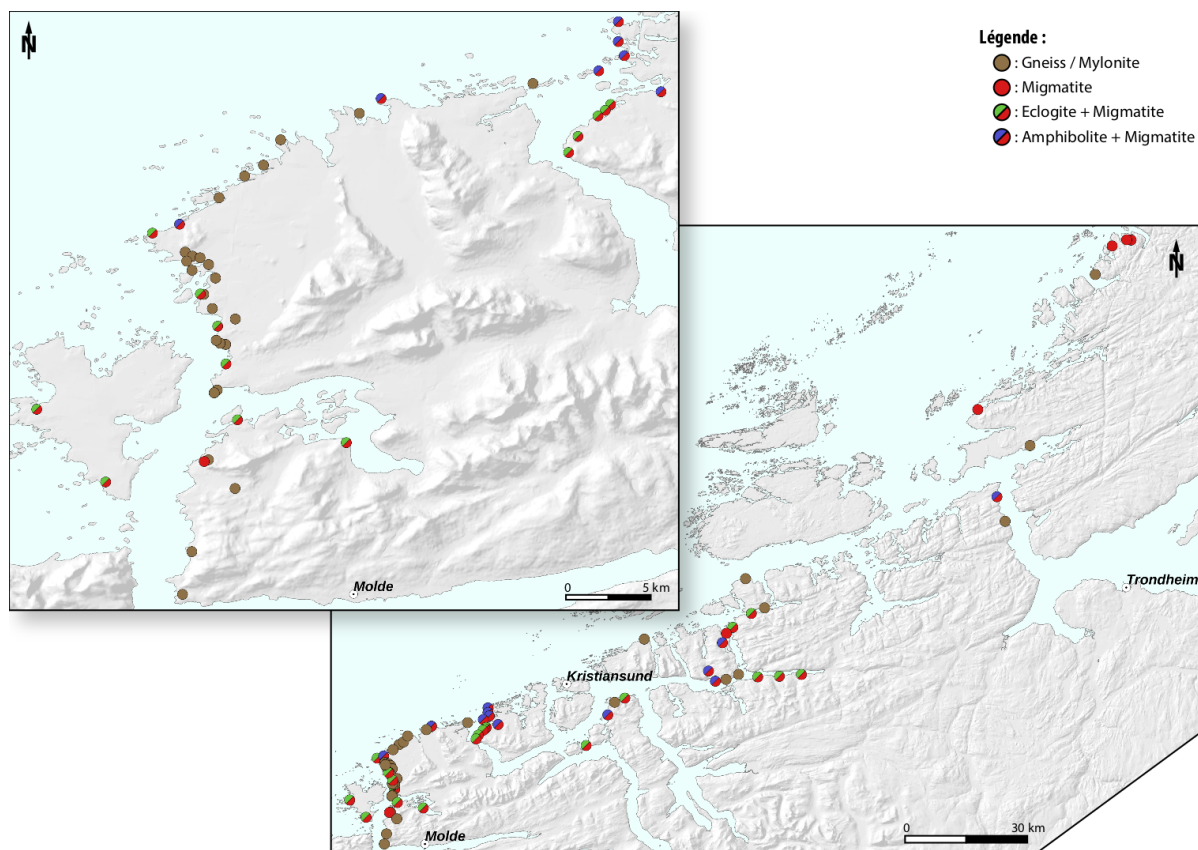 N
Légende :
: Gneiss / Mylonite
: Migmatite
: Eclogite + Migmatite
: Amphibolite + Migmatite
Molde
0 5 km
N
Trondheim
Kristiansund
Molde
0 30 km